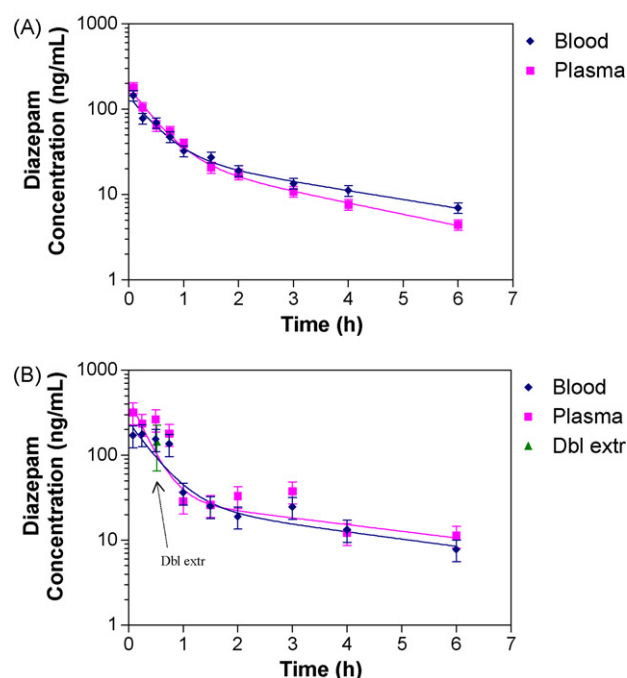 (A)
Diazepam
Concentration (ng/mL)
1000
100
10
1
0 1 2 3 4 5 6 7
Time (h)
Blood
Plasma
(B)
Diazepam
Concentration (ng/mL)
1000
100
10
1
Dbl extr
0 1 2 3 4 5 6 7
Time (h)
Blood
Plasma
Dbl extr